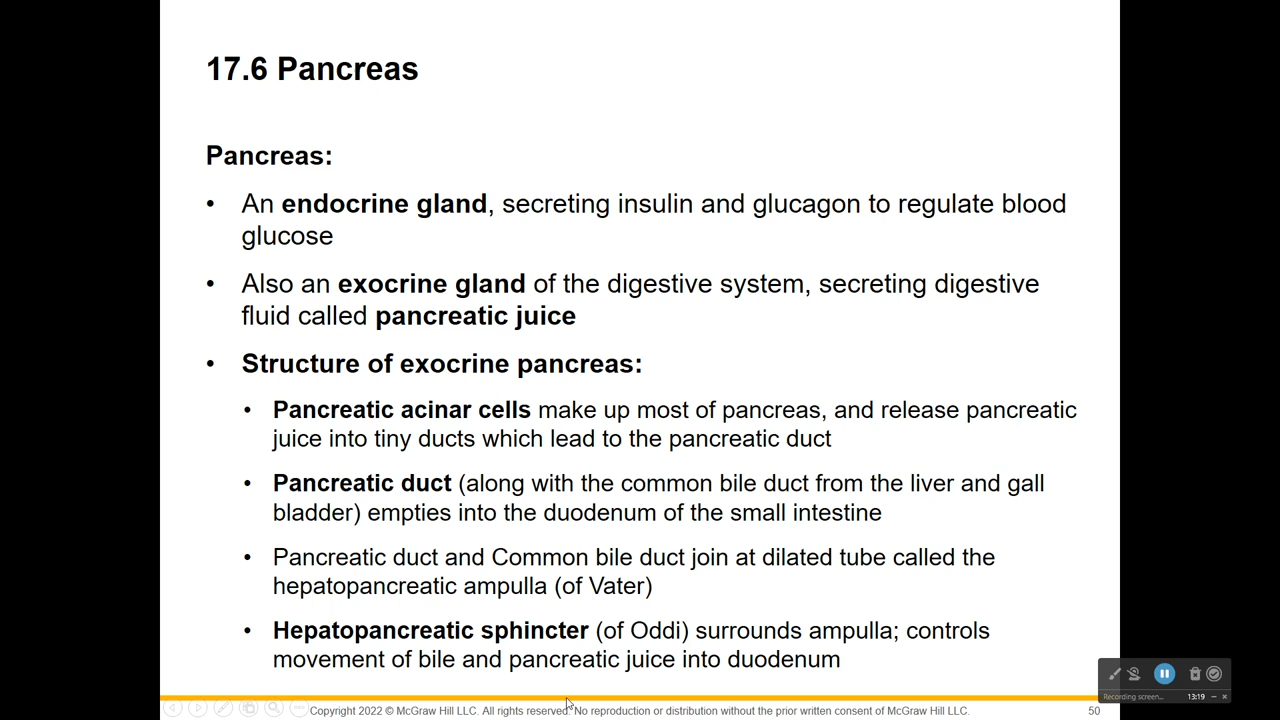 17.6 Pancreas
Pancreas:
• An endocrine gland, secreting insulin and glucagon to regulate blood
glucose
• Also an exocrine gland of the digestive system, secreting digestive
fluid called pancreatic juice
• Structure of exocrine pancreas:
• Pancreatic acinar cells make up most of pancreas, and release pancreatic
juice into tiny ducts which lead to the pancreatic duct
• Pancreatic duct (along with the common bile duct from the liver and gall
bladder) empties into the duodenum of the small intestine
• Pancreatic duct and Common bile duct join at dilated tube called the
hepatopancreatic ampulla (of Vater)
• Hepatopancreatic sphincter (of Oddi) surrounds ampulla; controls
movement of bile and pancreatic juice into duodenum
Recording screen... 13:19
Copyright 2022 © McGraw Hill LLC. All rights reserved. No reproduction or distribution without the prior written consent of McGraw Hill LLC. 50